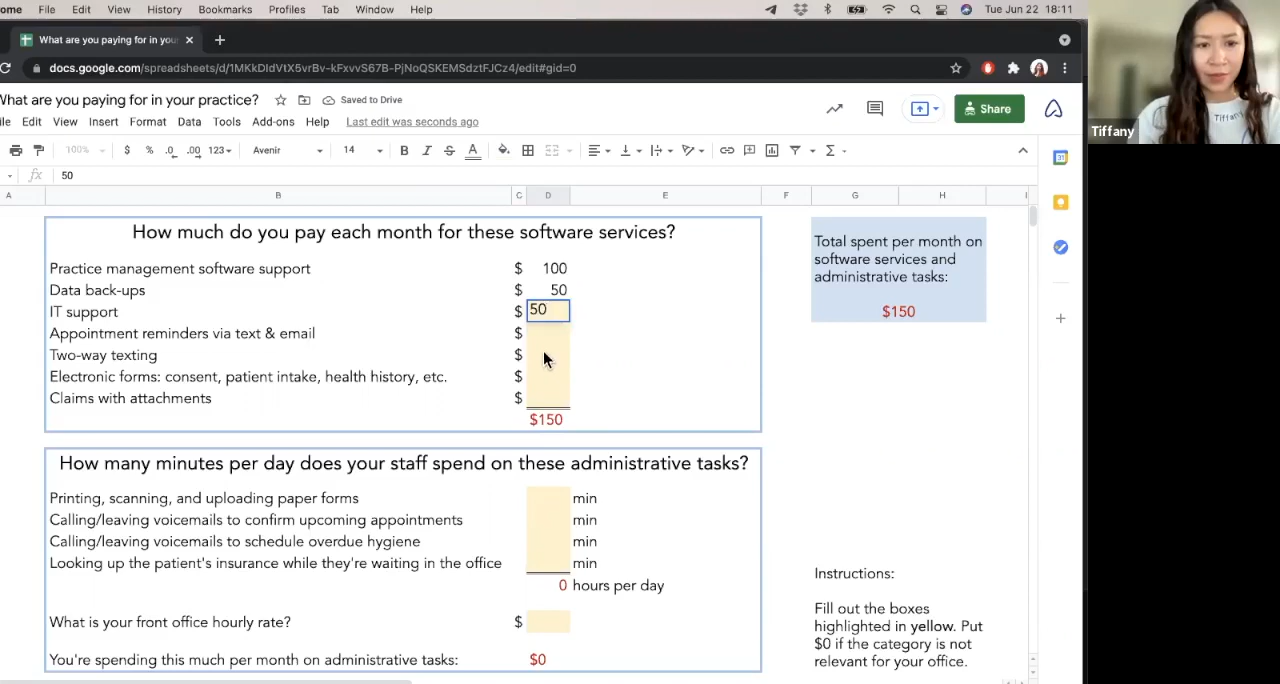 ome File Edit View History Bookmarks Profiles Tab Window Help Tue Jun 22 18:11
What are you paying for in you
docs.google.com/spreadsheets/d/1MKkDIdVtX5vrBv-kFxvvS67B-PjNoQSKEMSdztFJCz4/edit#gid=0
What are you paying for in your practice? Saved to Drive
Share
ile Edit View Insert Format Data Tools Add-ons Help Last edit was seconds ago
100% $ % .0 .00 123 Avenir 14 B I S A
fx 50
A B C D E F G H I
How much do you pay each month for these software services?
Practice management software support $ 100
Data back-ups $ 50
IT support $ 50
Appointment reminders via text & email $
Two-way texting $
Electronic forms: consent, patient intake, health history, etc. $
Claims with attachments $
$150
Total spent per month on
software services and
administrative tasks:
$150
How many minutes per day does your staff spend on these administrative tasks?
Printing, scanning, and uploading paper forms min
Calling/leaving voicemails to confirm upcoming appointments min
Calling/leaving voicemails to schedule overdue hygiene min
Looking up the patient's insurance while they're waiting in the office min
0 hours per day
What is your front office hourly rate? $
You're spending this much per month on administrative tasks: $0
Instructions:
Fill out the boxes
highlighted in yellow. Put
$0 if the category is not
relevant for your office.
Tiffany
Tiffany
31